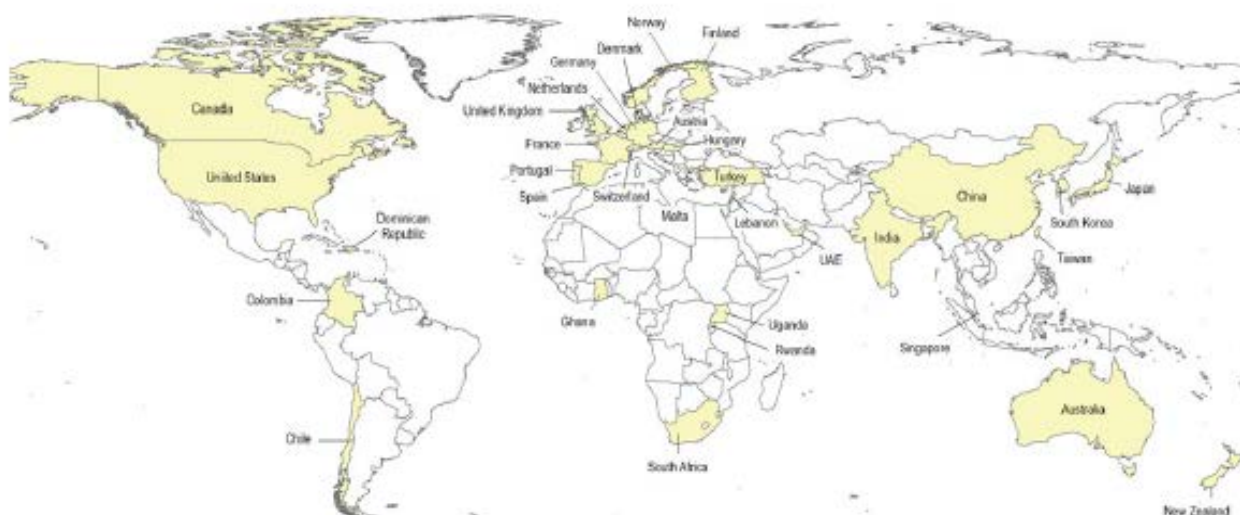 Norway
Finland
Denmark
Germany
Netherlands
United Kingdom
Canada
Austria
France
Hungary
United States
Portugal
Turkey
Spain
Switzerland
China
Japan
Malta
Lebanon
South Korea
Dominican
Republic
India
UAE
Taiwan
Colombia
Ghana
Uganda
Rwanda
Singapore
Australia
Chile
South Africa
New Zealand